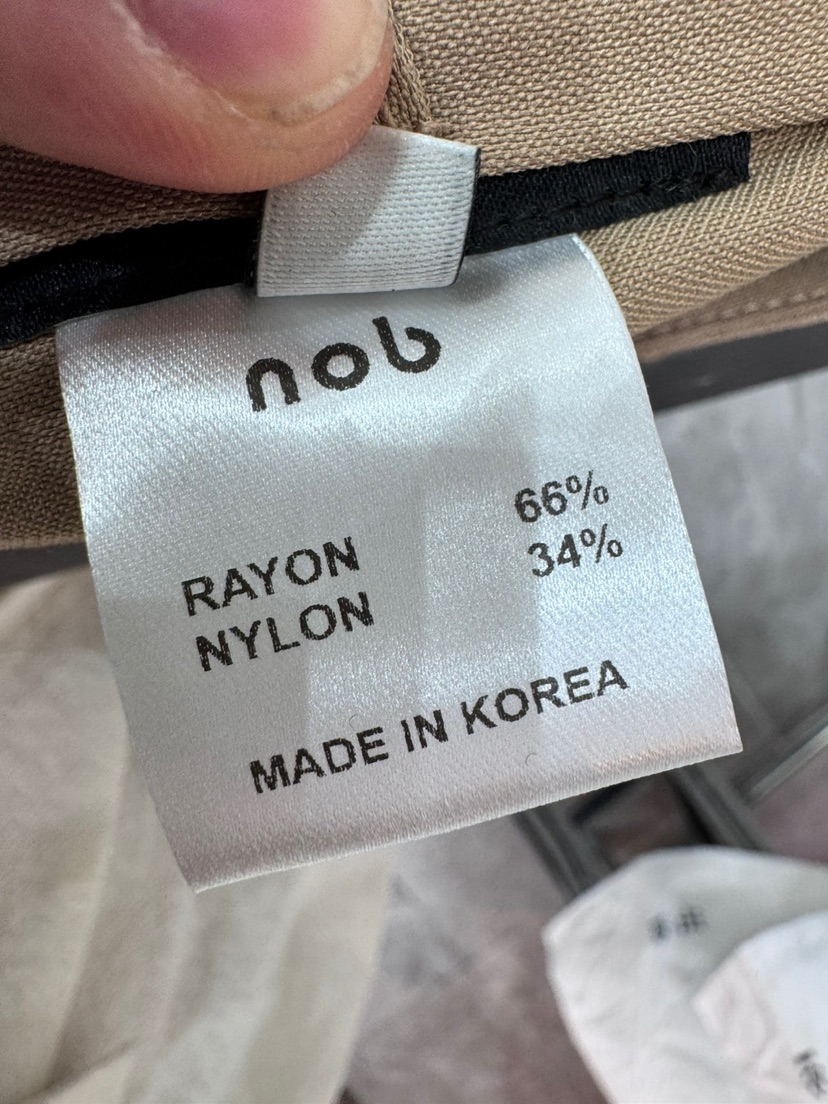 nob
RAYON 66%
NYLON 34%
MADE IN KOREA